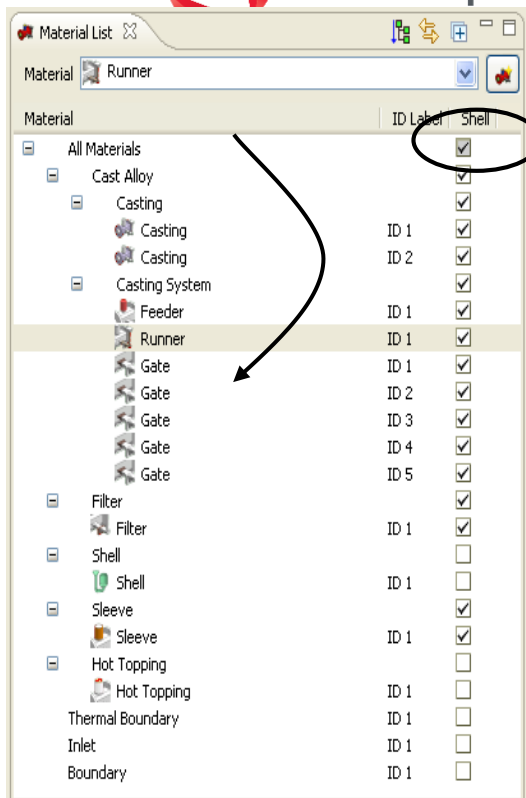 Material List
Material Runner
Material ID Label Shell
All Materials
Cast Alloy
Casting
Casting ID 1
Casting ID 2
Casting System
Feeder ID 1
Runner ID 1
Gate ID 1
Gate ID 2
Gate ID 3
Gate ID 4
Gate ID 5
Filter
Filter ID 1
Shell
Shell ID 1
Sleeve
Sleeve ID 1
Hot Topping
Hot Topping ID 1
Thermal Boundary ID 1
Inlet ID 1
Boundary ID 1